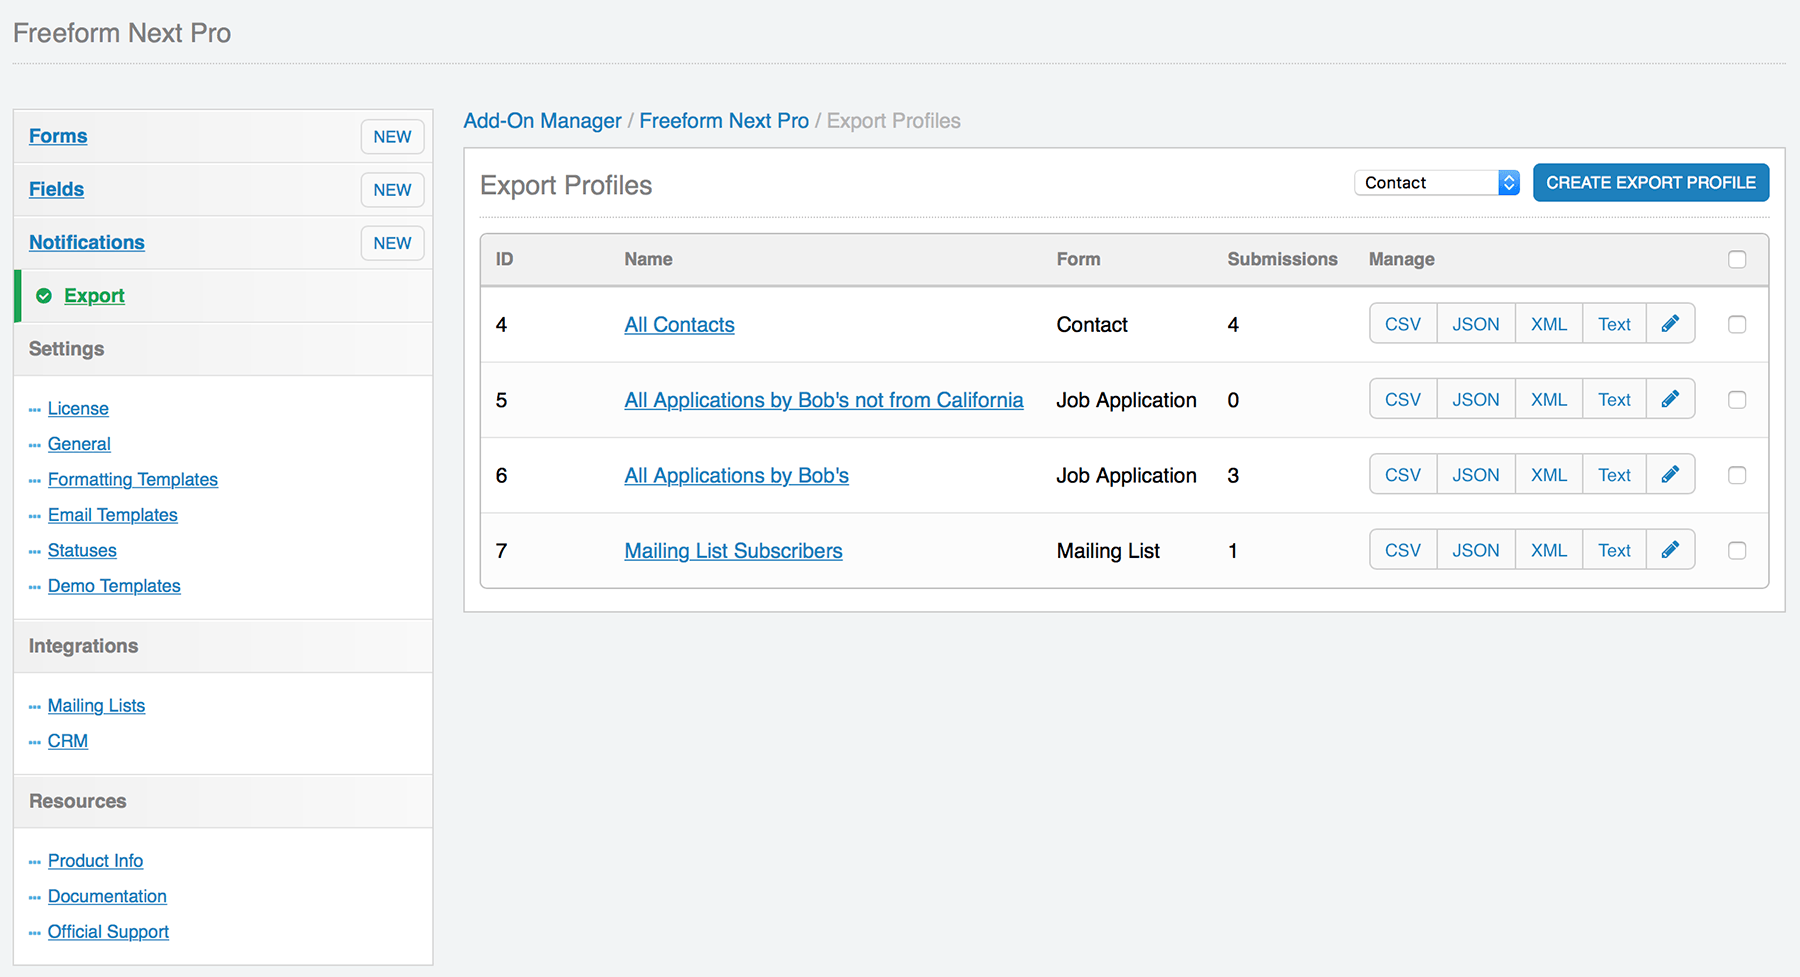 Freeform Next Pro
Forms NEW
Fields NEW
Notifications NEW
Export
Settings
License
General
Formatting Templates
Email Templates
Statuses
Demo Templates
Integrations
Mailing Lists
CRM
Resources
Product Info
Documentation
Official Support
Add-On Manager / Freeform Next Pro / Export Profiles
Export Profiles Contact CREATE EXPORT PROFILE
ID Name Form Submissions Manage
4 All Contacts Contact 4 CSV JSON XML Text
5 All Applications by Bob's not from California Job Application 0 CSV JSON XML Text
6 All Applications by Bob's Job Application 3 CSV JSON XML Text
7 Mailing List Subscribers Mailing List 1 CSV JSON XML Text